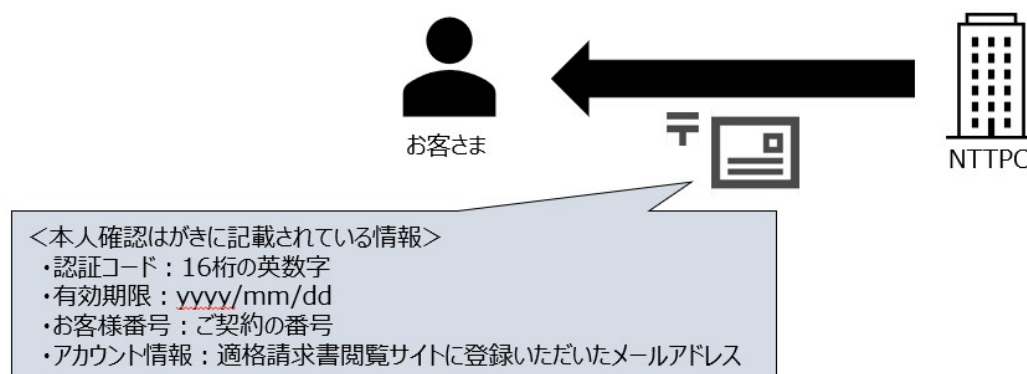 お客さま
〒
NTTPC
<本人確認はがきに記載されている情報>
・認証コード：16桁の英数字
・有効期限：yyyy/mm/dd
・お客様番号：ご契約の番号
・アカウント情報：適格請求書閲覧サイトに登録いただいたメールアドレス